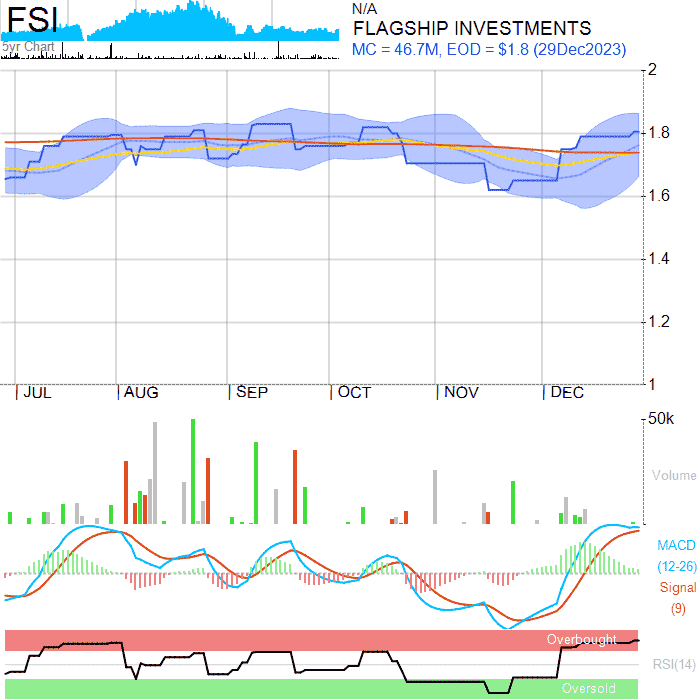 FSI
5yr Chart
N/A
FLAGSHIP INVESTMENTS
MC = 46.7M, EOD = $1.8 (29Dec2023)
2
1.8
1.6
1.4
1.2
1
JUL AUG SEP OCT NOV DEC
50k
Volume
MACD
(12-26)
Signal
(9)
Overbought
RSI(14)
Oversold